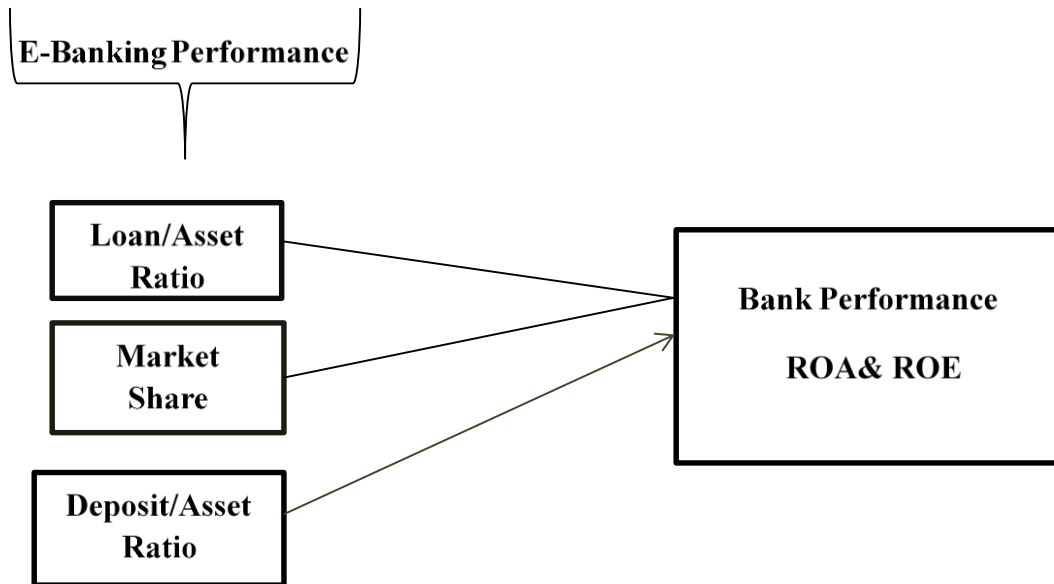 E-Banking Performance
Loan/Asset
Ratio
Market
Share
Deposit/Asset
Ratio
Bank Performance
ROA& ROE